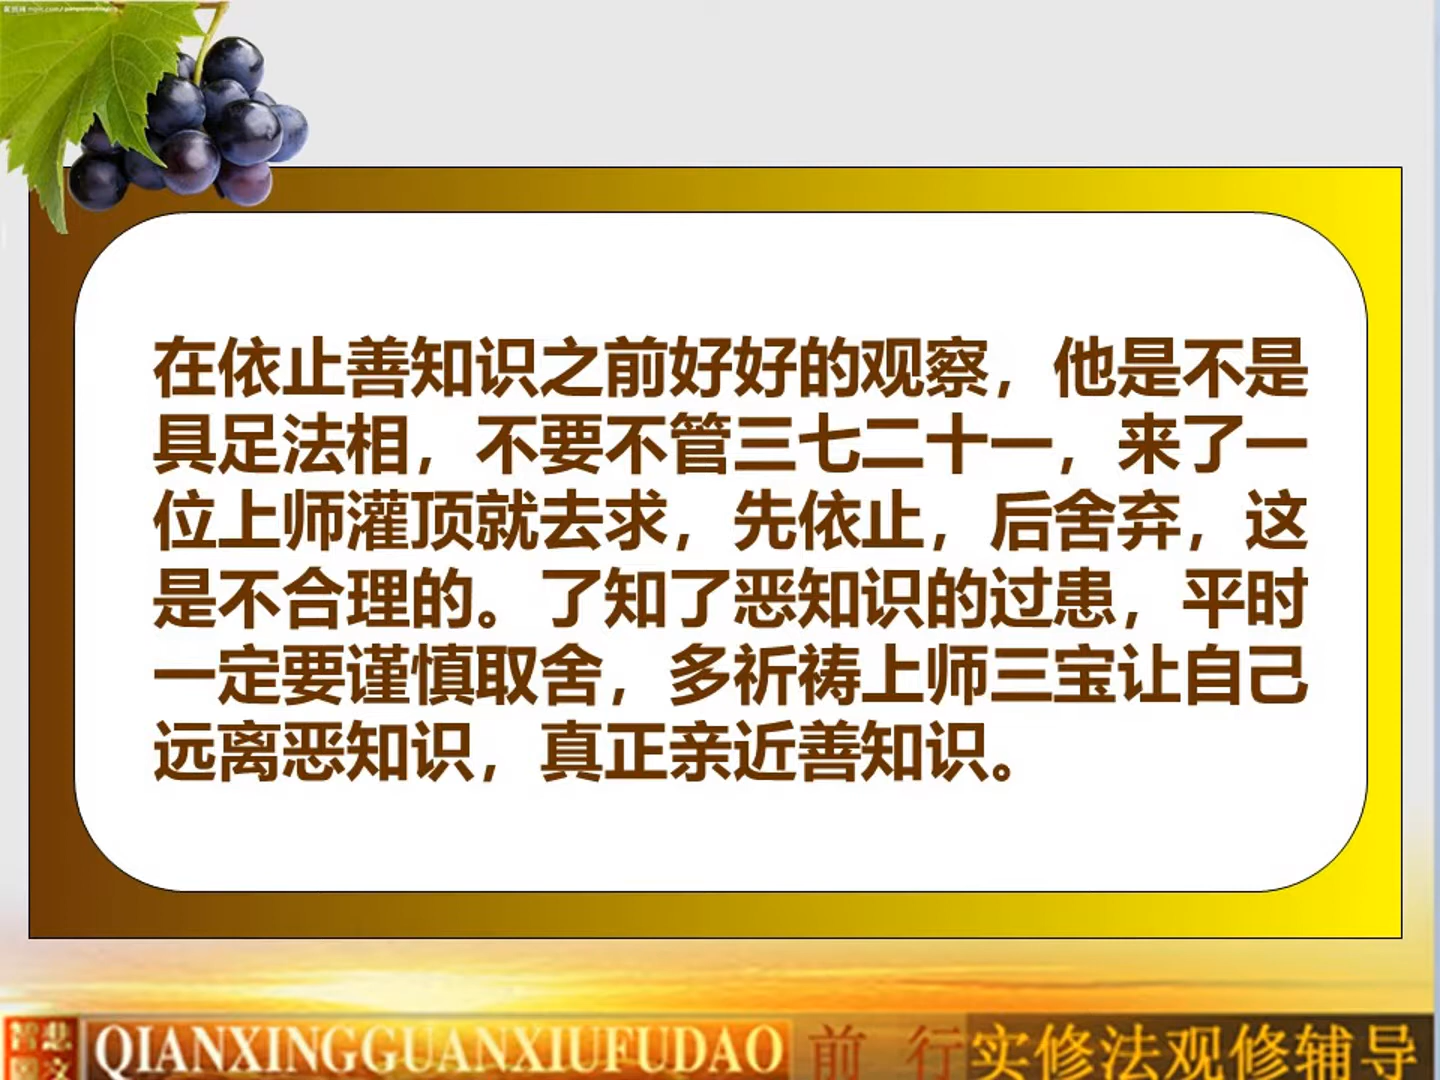 在依止善知识之前好好的观察，他是不是
具足法相，不要不管三七二十一，来了一
位上师灌顶就去求，先依止，后舍弃，这
是不合理的。了知了恶知识的过患，平时
一定要谨慎取舍，多祈祷上师三宝让自己
远离恶知识，真正亲近善知识。
QIANXINGGUANXIUFUDAO 前 行 实修法观修辅导